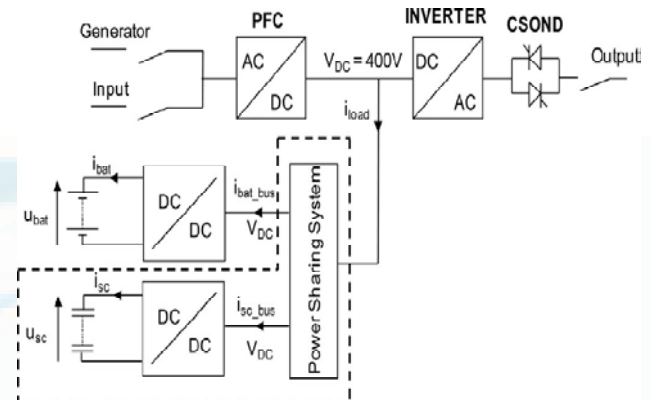 PFC
INVERTER
CSOND
Generator
Output
AC
V_DC = 400V
DC
Input
DC
AC
i_load
i_bat
i_bat_bus
DC
u_bat
V_DC
DC
Power Sharing System
i_sc
i_sc_bus
DC
u_sc
V_DC
DC